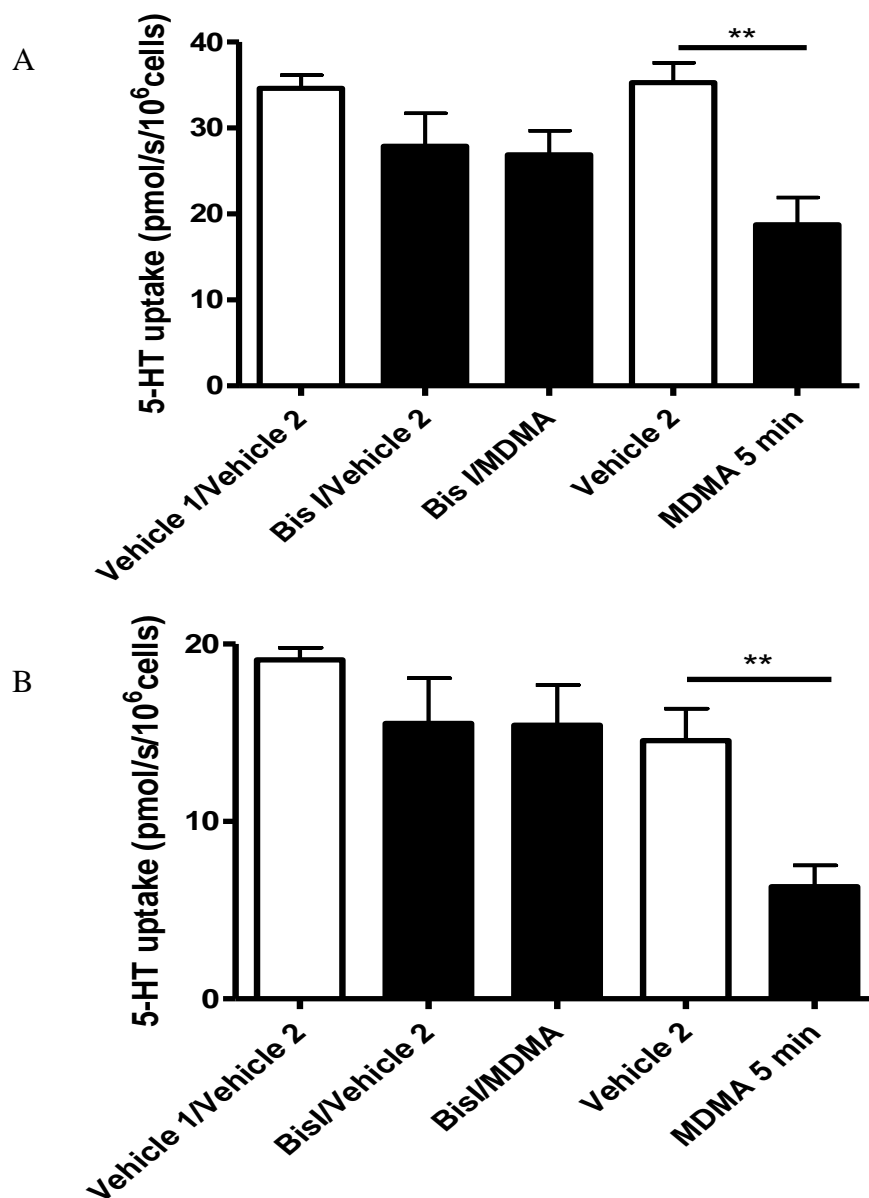 A
5-HT uptake (pmol/s/10⁶cells)
40
30
20
10
0
**
Vehicle 1/Vehicle 2
Bis I/Vehicle 2
Bis I/MDMA
Vehicle 2
MDMA 5 min
B
5-HT uptake (pmol/s/10⁶cells)
20
10
0
**
Vehicle 1/Vehicle 2
BisI/Vehicle 2
BisI/MDMA
Vehicle 2
MDMA 5 min